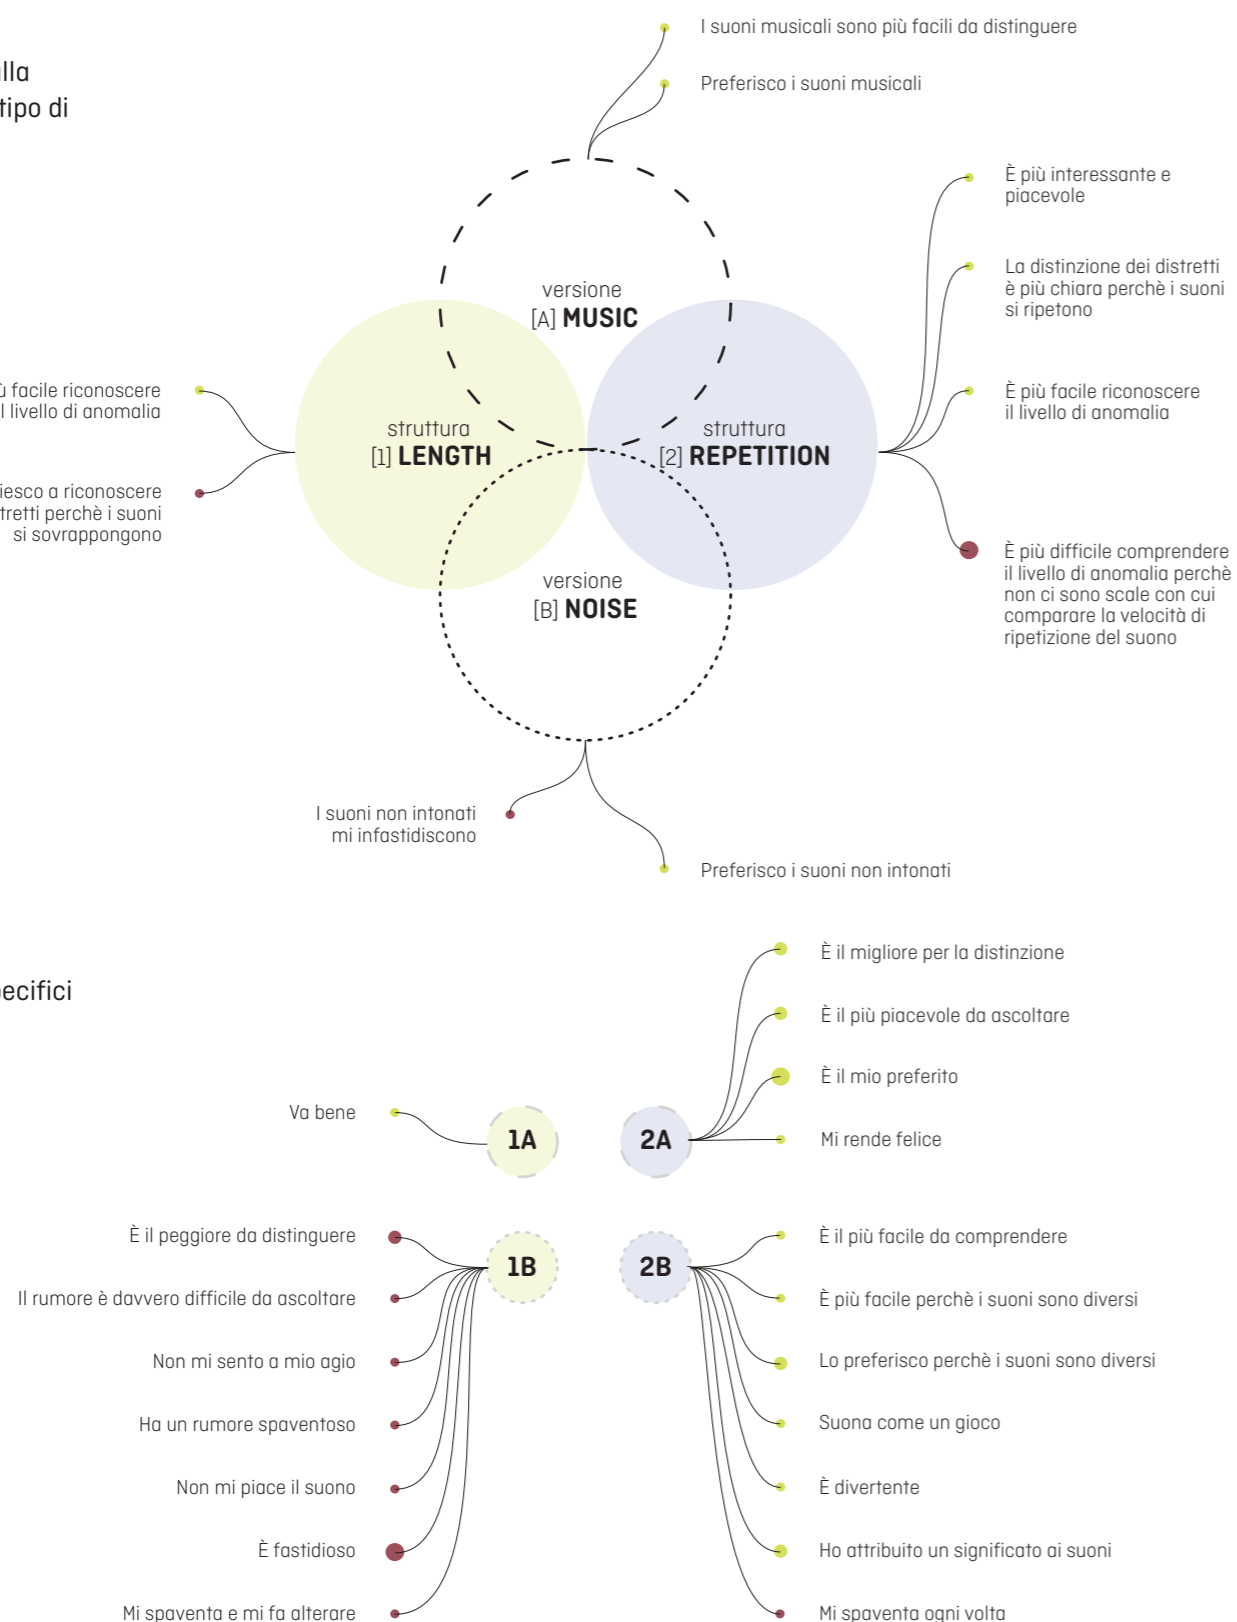 alla
tipo di
I suoni musicali sono più facili da distinguere
Preferisco i suoni musicali
È più interessante e
piacevole
La distinzione dei distretti
è più chiara perchè i suoni
si ripetono
È più facile riconoscere
il livello di anomalia
È più difficile comprendere
il livello di anomalia perchè
non ci sono scale con cui
comparare la velocità di
ripetizione del suono
versione
[A] MUSIC
facile riconoscere
livello di anomalia
a riconoscere
perchè i suoni
si sovrappongono
struttura
[1] LENGTH
struttura
[2] REPETITION
versione
[B] NOISE
I suoni non intonati
mi infastidiscono
Preferisco i suoni non intonati
È il migliore per la distinzione
È il più piacevole da ascoltare
È il mio preferito
Mi rende felice
Va bene
1A
2A
È il peggiore da distinguere
Il rumore è davvero difficile da ascoltare
Non mi sento a mio agio
Ha un rumore spaventoso
Non mi piace il suono
È fastidioso
Mi spaventa e mi fa alterare
1B
2B
È il più facile da comprendere
È più facile perchè i suoni sono diversi
Lo preferisco perchè i suoni sono diversi
Suona come un gioco
È divertente
Ho attribuito un significato ai suoni
Mi spaventa ogni volta